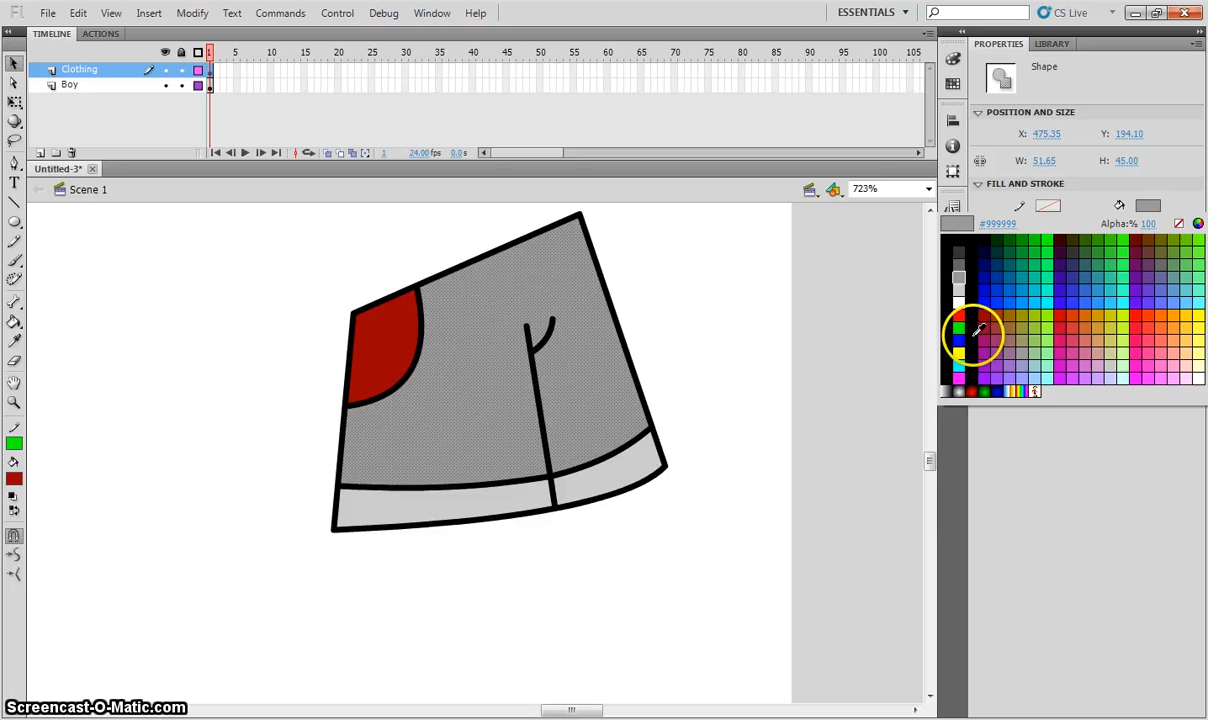 Fl File Edit View Insert Modify Text Commands Control Debug Window Help ESSENTIALS CS Live
TIMELINE ACTIONS
1 5 10 15 20 25 30 35 40 45 50 55 60 65 70 75 80 85 90 95 100 105
Clothing
Boy
1 24.00 fps 0.0 s
Untitled-3*
Scene 1 723%
PROPERTIES LIBRARY
Shape
POSITION AND SIZE
X: 475.35 Y: 194.10
W: 51.65 H: 45.00
FILL AND STROKE
#999999 Alpha:% 100
Screencast-O-Matic.com